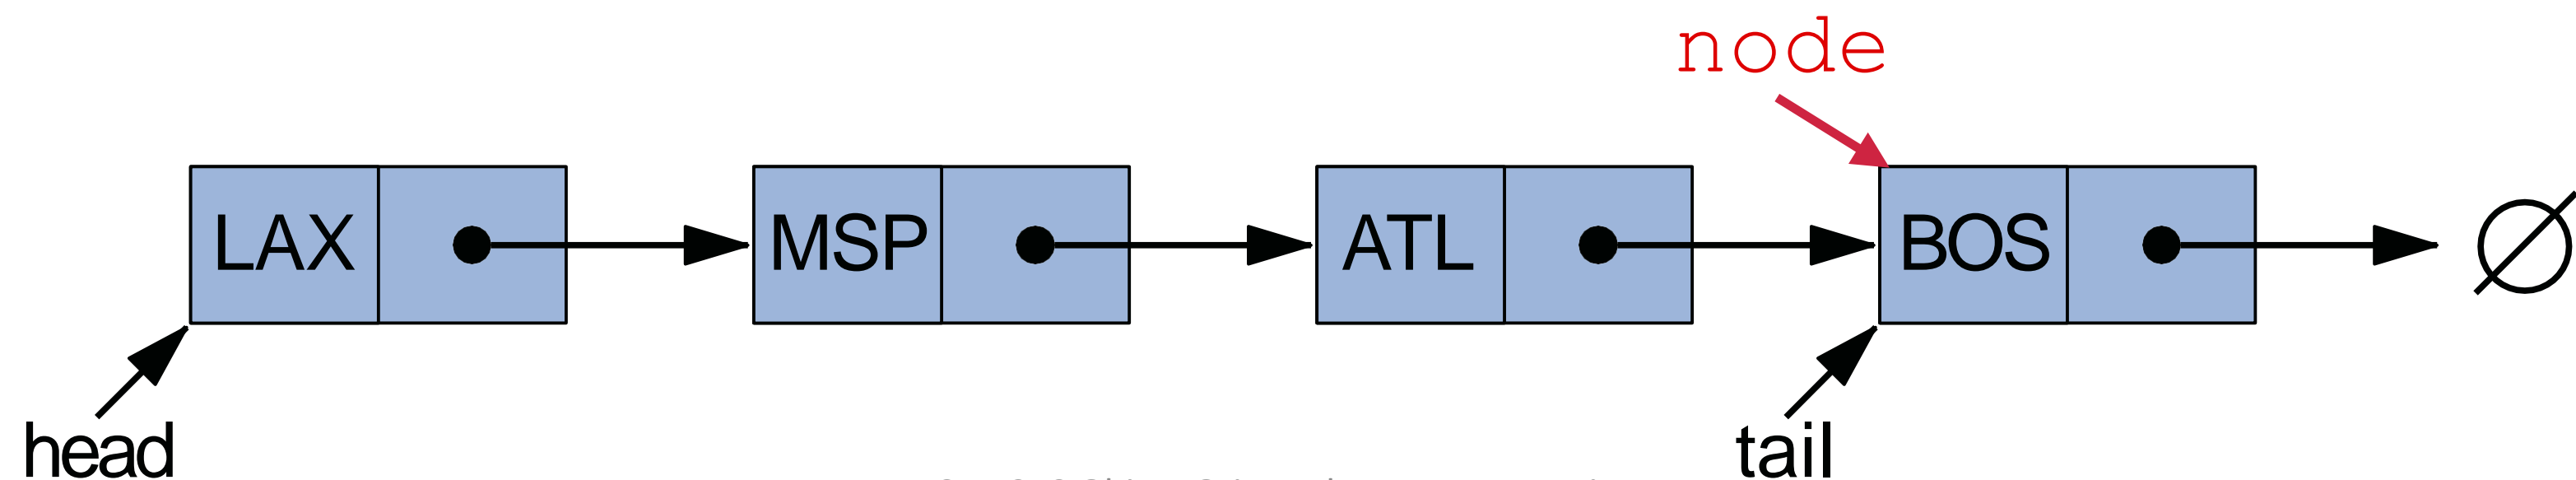 node
LAX MSP ATL BOS ∅
head tail